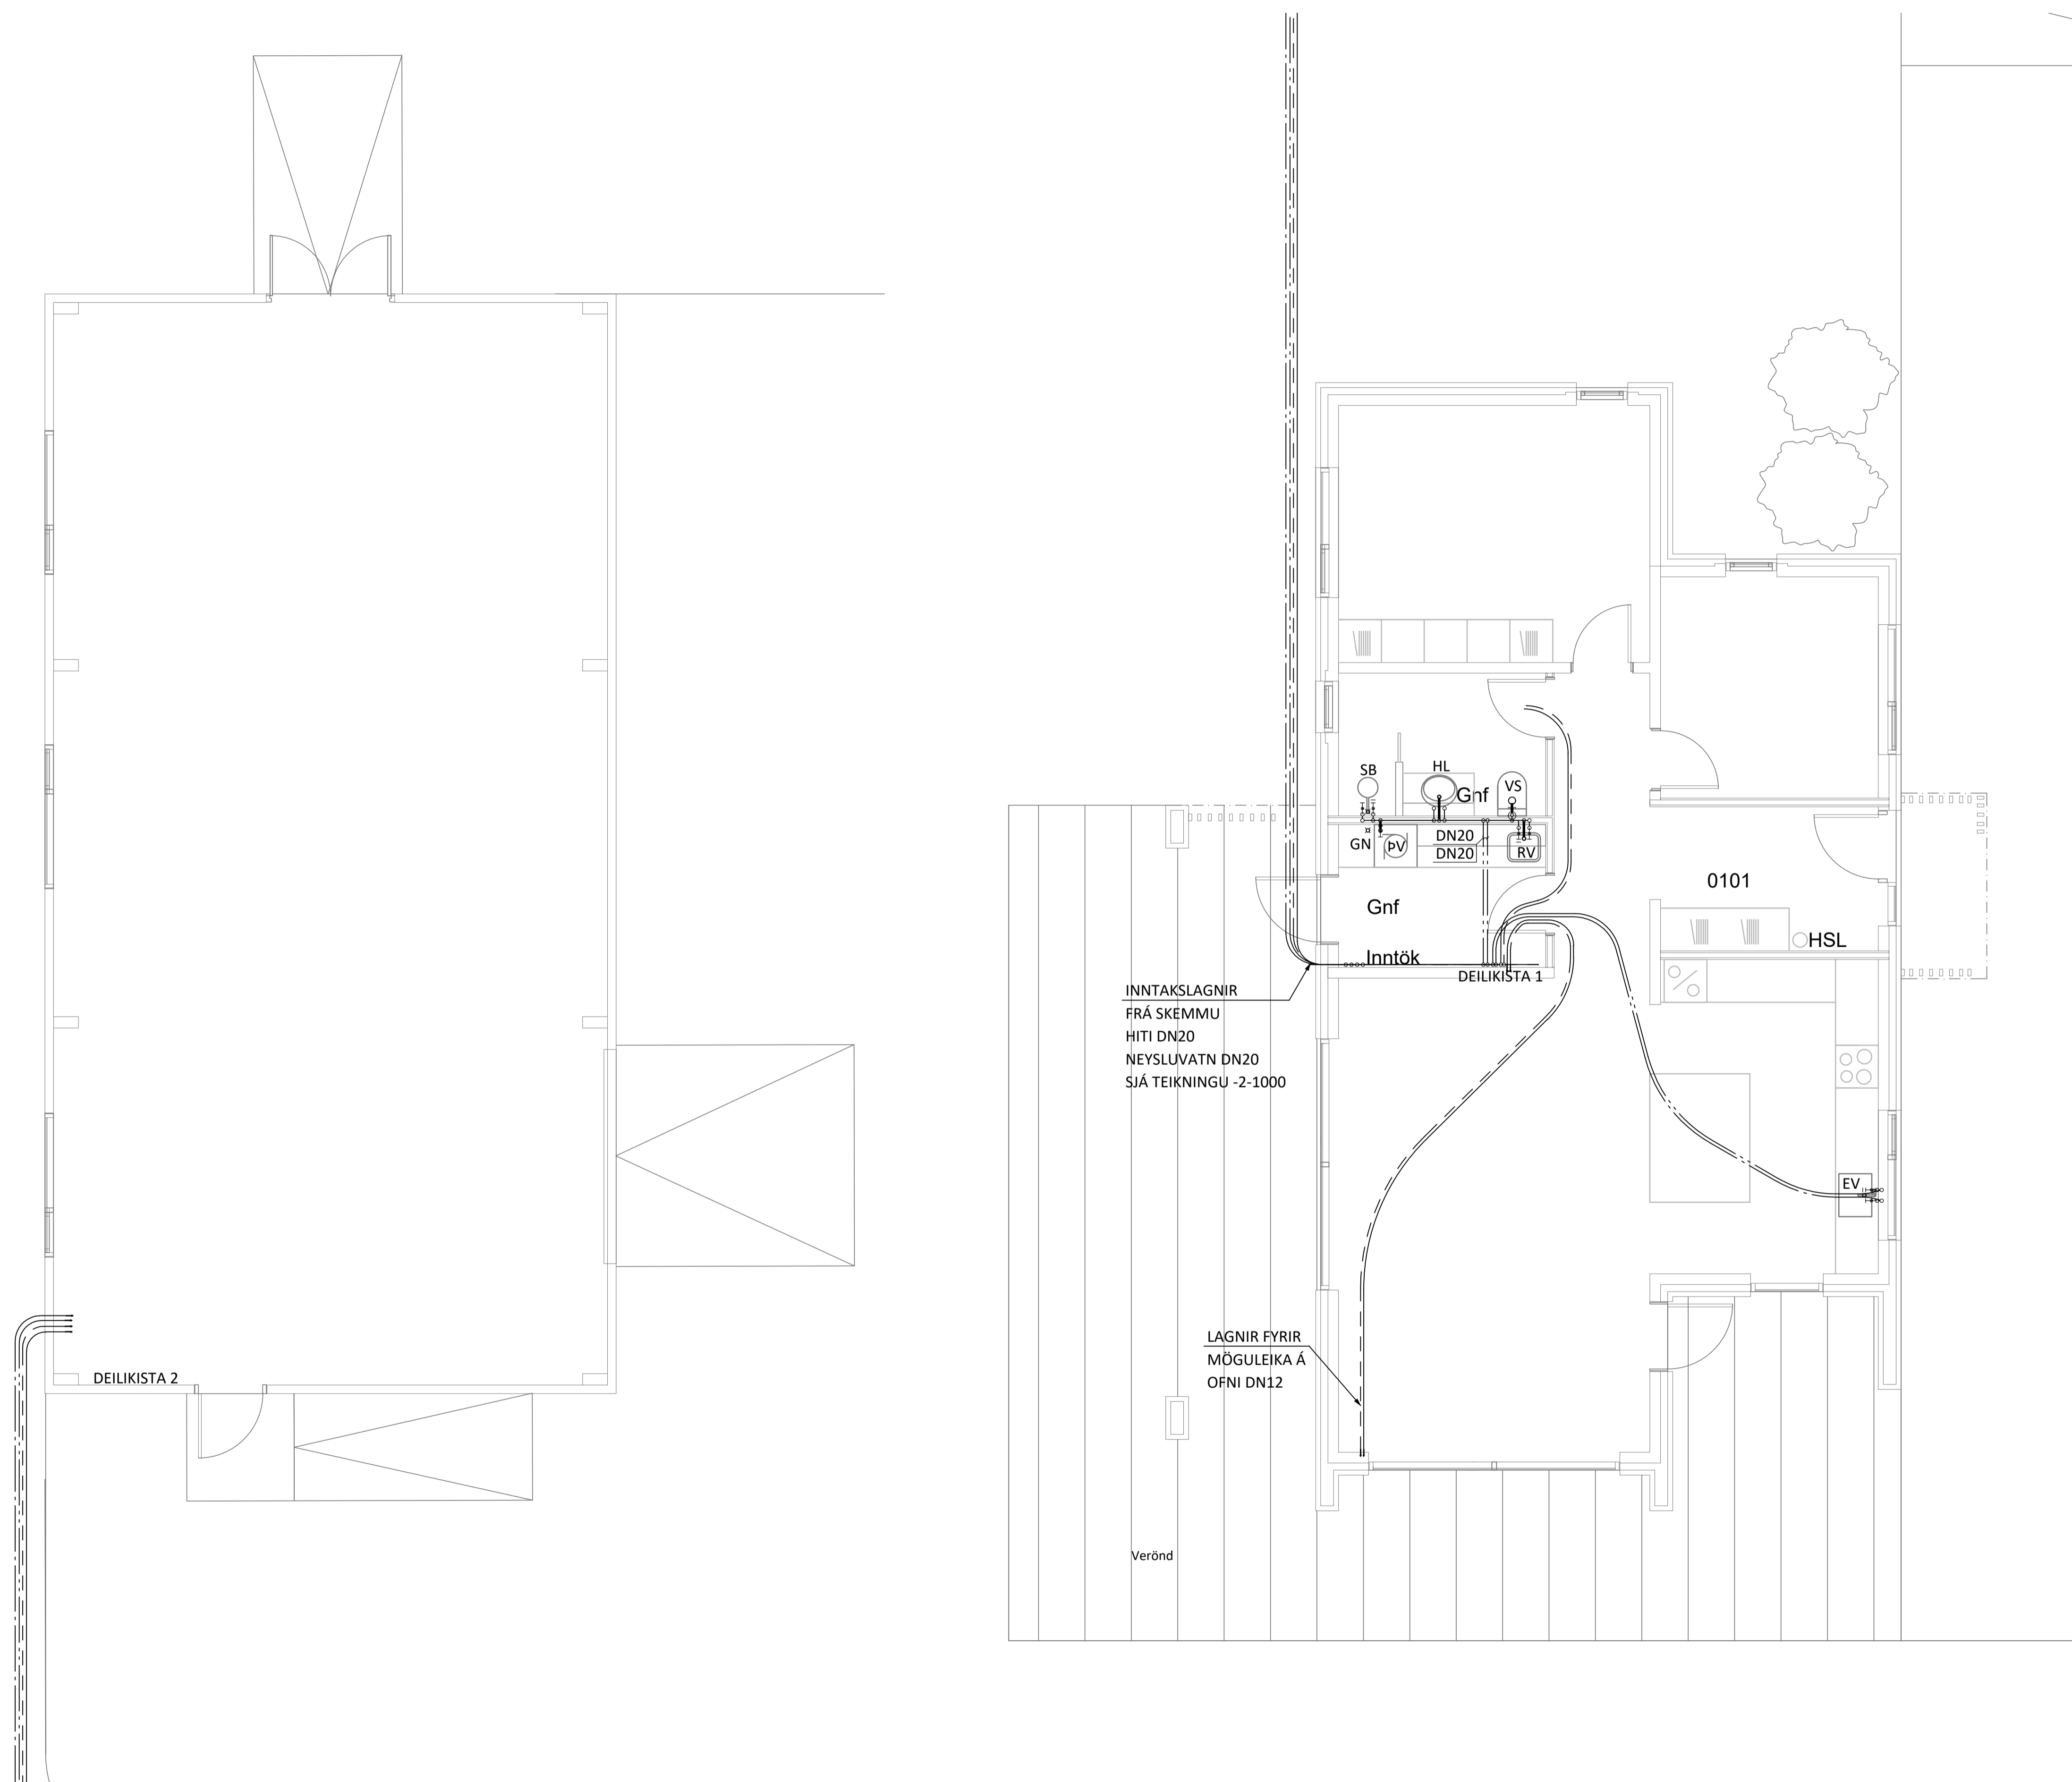 SB
HL
VS
Gnf
GN
ÞV
DN20
DN20
RV
0101
Gnf
HSL
Inntök
DEILIKISTA 1
INNTAKSLAGNIR
FRÁ SKEMMU
HITI DN20
NEYSLUVATN DN20
SJÁ TEIKNINGU -2-1000
EV
LAGNIR FYRIR
MÖGULEIKA Á
OFNI DN12
DEILIKISTA 2
Verönd